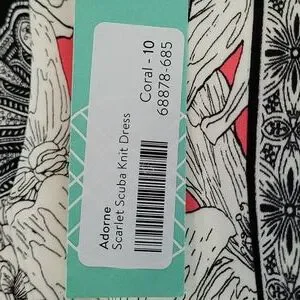 Adorne
Scarlet Scuba Knit Dress
Coral - 10
68878-685